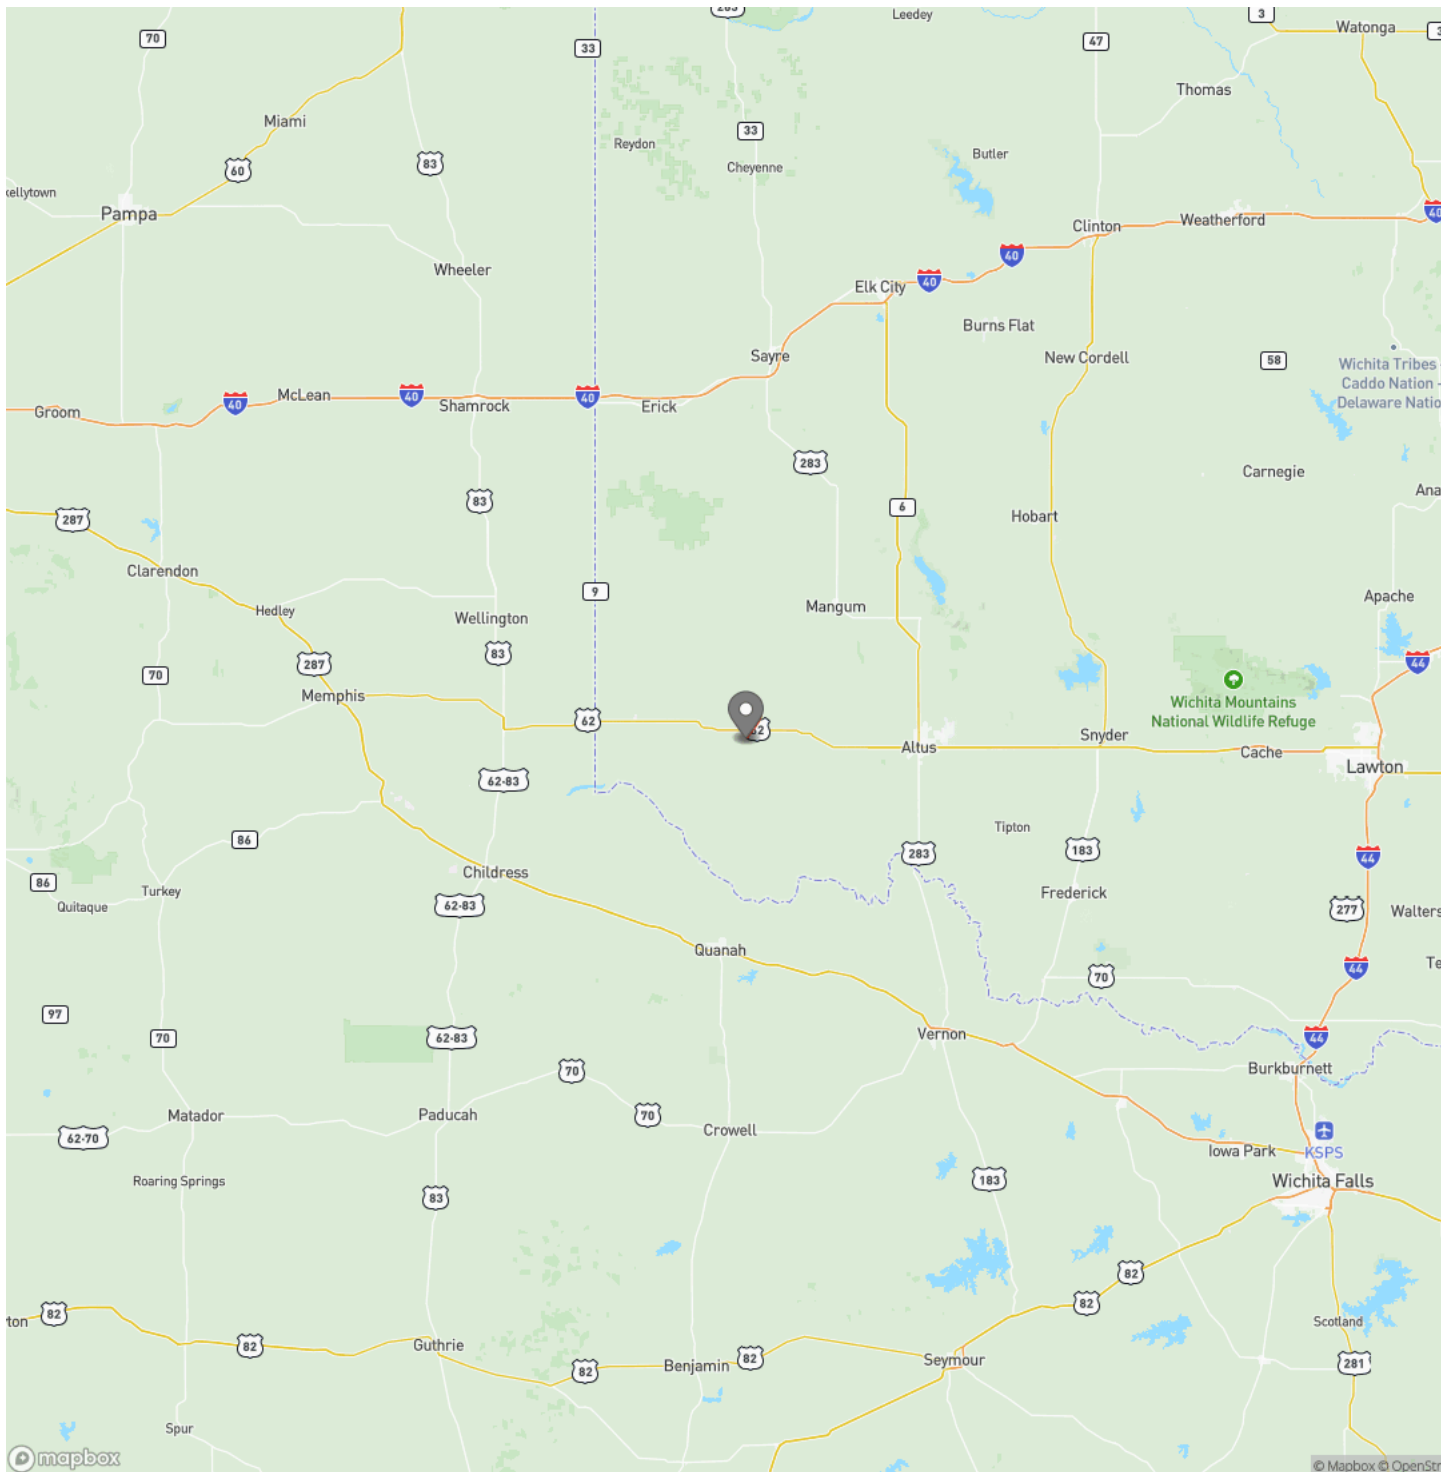 283
Leedey
3
Watonga
3
70
33
47
Thomas
Miami
60
83
Reydon
33
Cheyenne
Butler
kellytown
Pampa
Clinton
Weatherford
40
Wheeler
40
40
Elk City
Burns Flat
Sayre
New Cordell
58
Wichita Tribes -
Caddo Nation -
Delaware Natio
McLean
40
40
Shamrock
40
Erick
Groom
283
Carnegie
Ana
83
6
287
Hobart
Clarendon
9
Hedley
Wellington
Mangum
Apache
83
287
70
44
Memphis
Wichita Mountains
National Wildlife Refuge
62
62
Altus
Snyder
Cache
Lawton
62-83
86
Tipton
283
183
44
Childress
86
Turkey
Quitaque
62-83
Frederick
277
Walters
Quanah
44
Te
70
97
70
62-83
Vernon
44
70
Burkburnett
Matador
Paducah
70
62-70
Crowell
Iowa Park
KSPS
Roaring Springs
183
Wichita Falls
83
82
82
82
ton
Scotland
82
Guthrie
82
Benjamin
82
Seymour
281
Spur
mapbox
© Mapbox © OpenStr